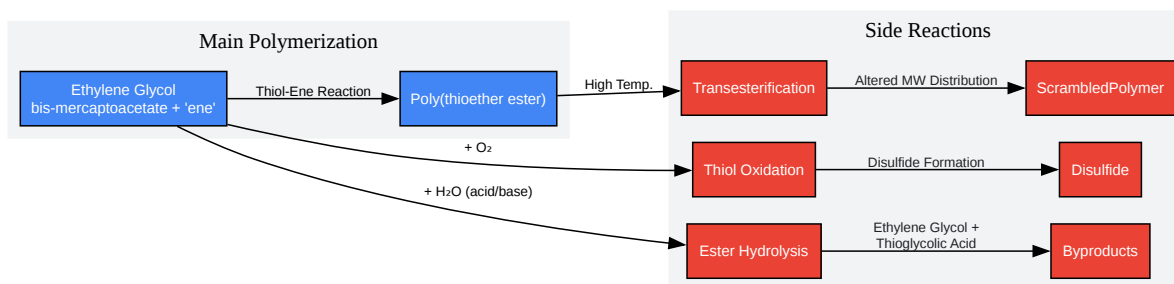 Main Polymerization
Side Reactions
Ethylene Glycol
bis-mercaptoacetate + 'ene'
Thiol-Ene Reaction
Poly(thioether ester)
High Temp.
Transesterification
Altered MW Distribution
ScrambledPolymer
+ O₂
Thiol Oxidation
Disulfide Formation
Disulfide
+ H₂O (acid/base)
Ester Hydrolysis
Ethylene Glycol +
Thioglycolic Acid
Byproducts